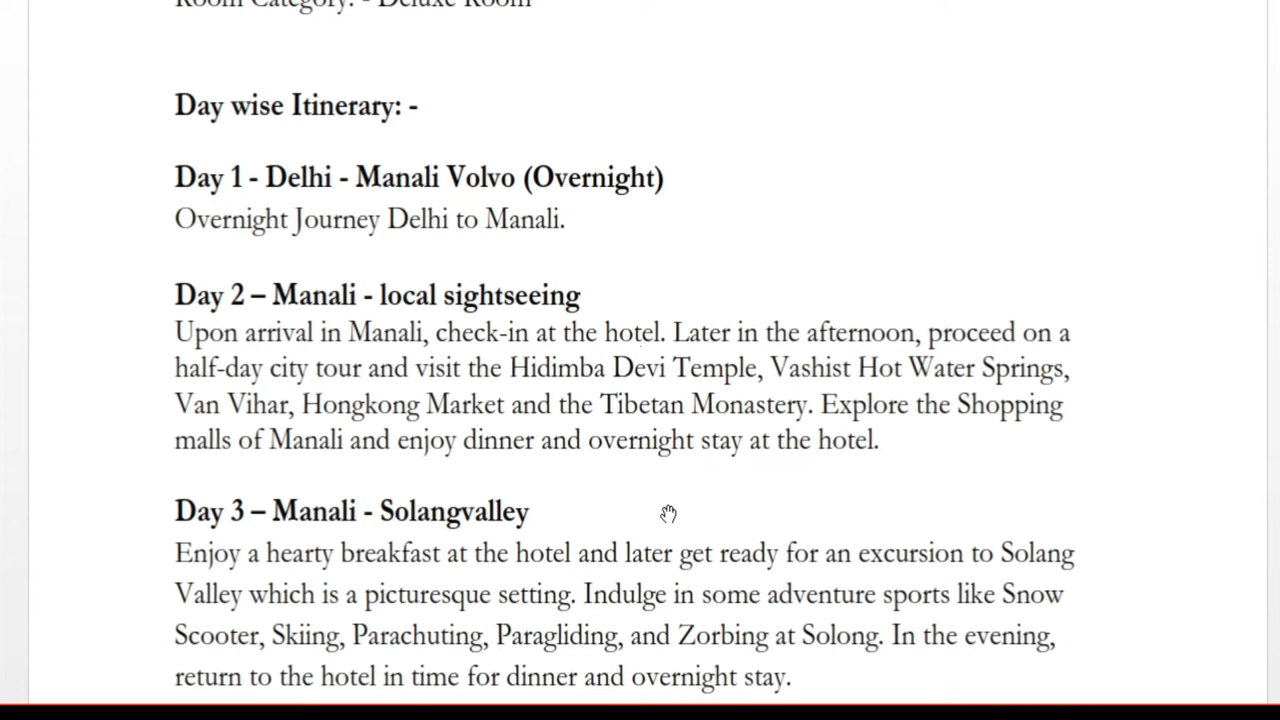 Room Category: - Deluxe Room
Day wise Itinerary: -
Day 1 - Delhi - Manali Volvo (Overnight)
Overnight Journey Delhi to Manali.
Day 2 – Manali - local sightseeing
Upon arrival in Manali, check-in at the hotel. Later in the afternoon, proceed on a
half-day city tour and visit the Hidimba Devi Temple, Vashist Hot Water Springs,
Van Vihar, Hongkong Market and the Tibetan Monastery. Explore the Shopping
malls of Manali and enjoy dinner and overnight stay at the hotel.
Day 3 – Manali - Solangvalley
Enjoy a hearty breakfast at the hotel and later get ready for an excursion to Solang
Valley which is a picturesque setting. Indulge in some adventure sports like Snow
Scooter, Skiing, Parachuting, Paragliding, and Zorbing at Solong. In the evening,
return to the hotel in time for dinner and overnight stay.